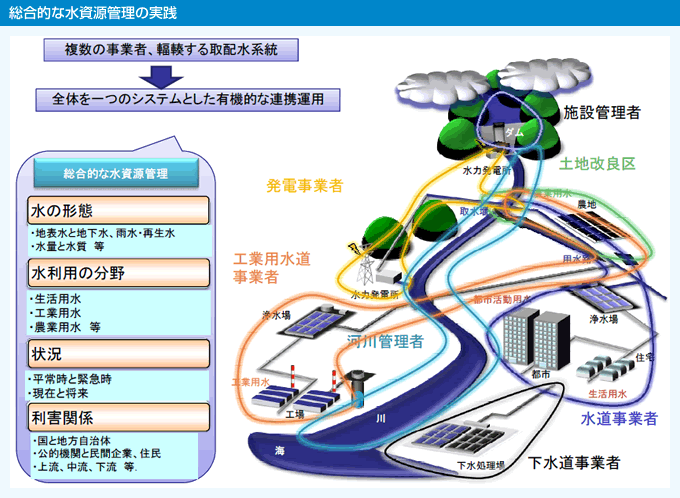 総合的な水資源管理の実践
複数の事業者、輻輳する取配水系統
全体を一つのシステムとした有機的な連携運用
総合的な水資源管理
水の形態
・地表水と地下水、雨水・再生水
・水量と水質 等
水利用の分野
・生活用水
・工業用水
・農業用水 等
状況
・平常時と緊急時
・現在と将来
利害関係
・国と地方自治体
・公的機関と民間企業、住民
・上流、中流、下流 等.
施設管理者
ダム
水力発電所
土地改良区
発電事業者
農業用水
取水堰
農地
工業用水道
事業者
用水路
水力発電所
都市活動用水
浄水場
浄水場
河川管理者
住宅
都市
工業用水
生活用水
工場
川
水道事業者
海
下水処理場
下水道事業者